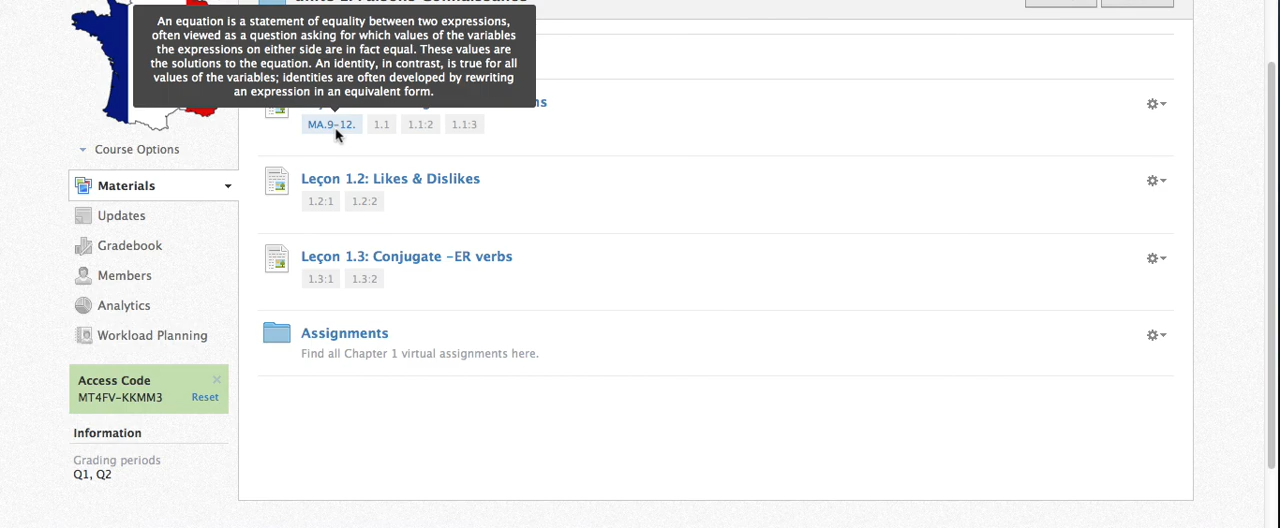 An equation is a statement of equality between two expressions,
often viewed as a question asking for which values of the variables
the expressions on either side are in fact equal. These values are
the solutions to the equation. An identity, in contrast, is true for all
values of the variables; identities are often developed by rewriting
an expression in an equivalent form.
MA.9-12. 1.1 1.1:2 1.1:3
Course Options
Materials
Updates
Gradebook
Members
Analytics
Workload Planning
Access Code
MT4FV-KKMM3 Reset
Information
Grading periods
Q1, Q2
Leçon 1.2: Likes & Dislikes
1.2:1 1.2:2
Leçon 1.3: Conjugate -ER verbs
1.3:1 1.3:2
Assignments
Find all Chapter 1 virtual assignments here.